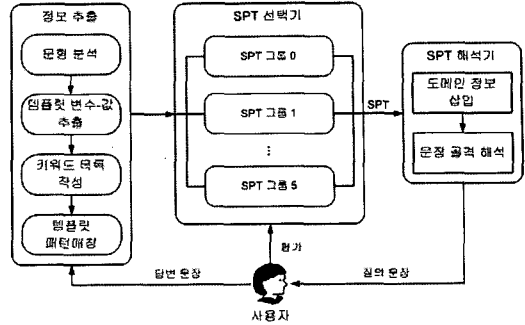 정보 추출
문형 분석
템플릿 변수-값
추출
키워드 목록
작성
템플릿
패턴매칭
SPT 선택기
SPT 그룹 0
SPT 그룹 1
⋮
SPT 그룹 5
SPT
SPT 해석기
도메인 정보
삽입
문장 골격 해석
답변 문장
평가
질의 문장
사용자